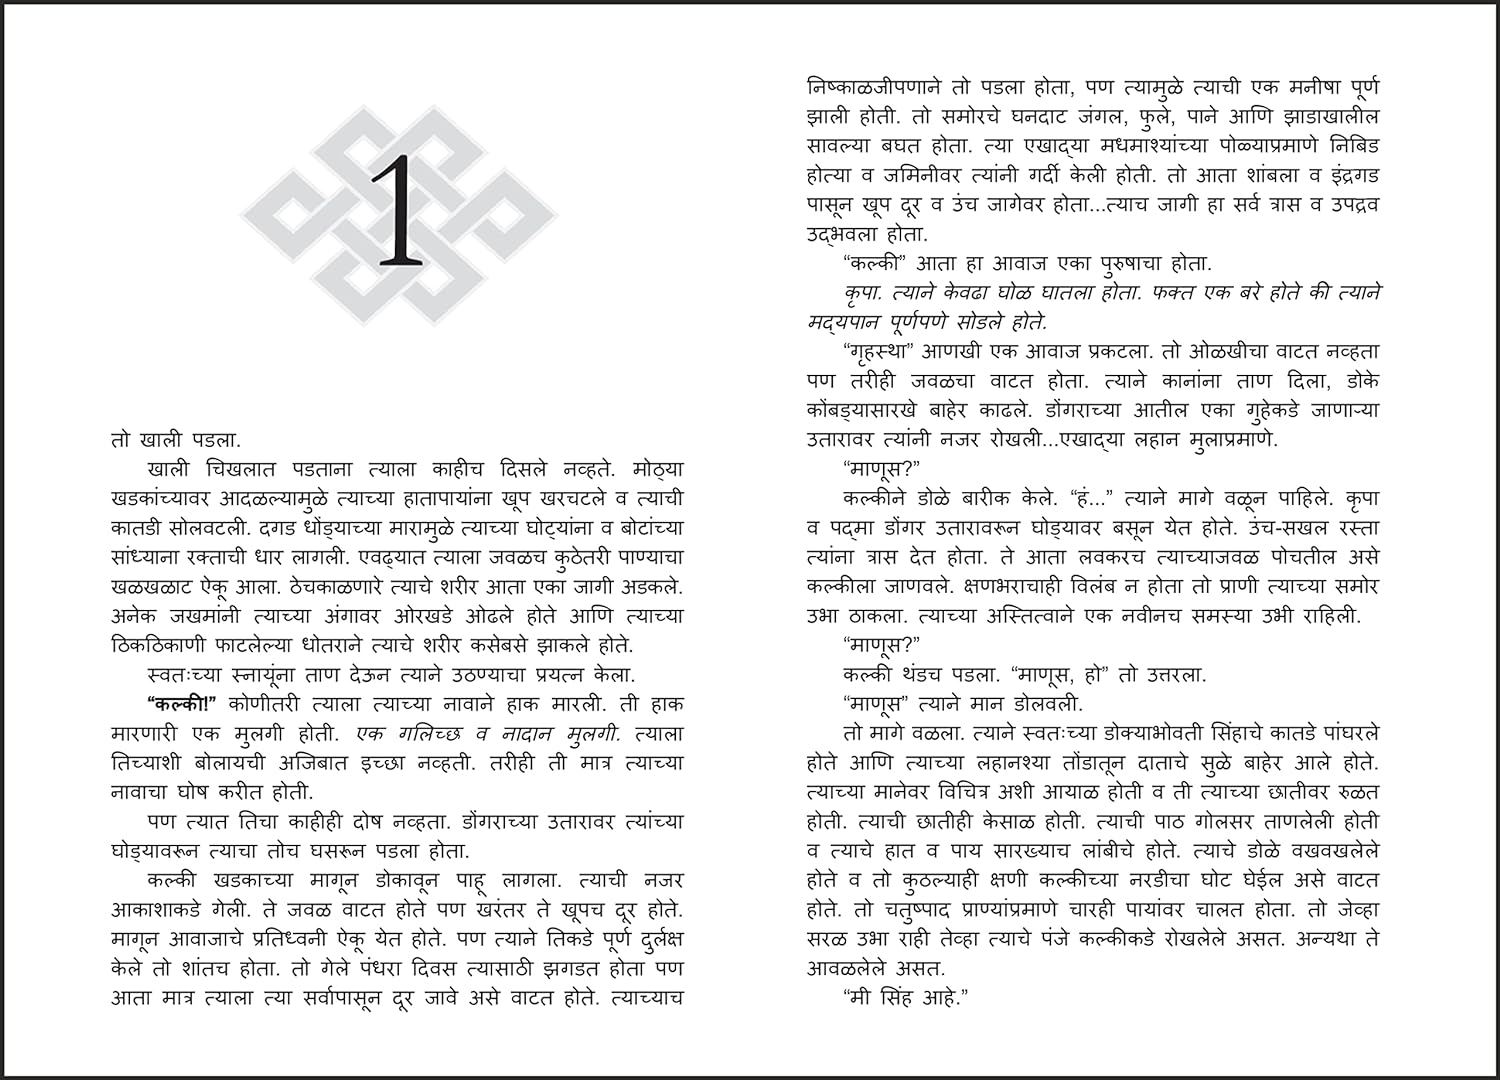 1
तो खाली पडला.
खाली चिखलात पडताना त्याला काहीच दिसले नव्हते. मोठ्या
खडकांच्यावर आदळल्यामुळे त्याच्या हातापायांना खूप खरचटले व त्याची
कातडी सोलवटली. दगड धोंड्याच्या मारामुळे त्याच्या घोट्यांना व बोटांच्या
सांध्याना रक्ताची धार लागली. एवढ्यात त्याला जवळच कुठेतरी पाण्याचा
खळखळाट ऐकू आला. ठेचकाळणारे त्याचे शरीर आता एका जागी अडकले.
अनेक जखमांनी त्याच्या अंगावर ओरखडे ओढले होते आणि त्याच्या
ठिकठिकाणी फाटलेल्या धोतराने त्याचे शरीर कसेबसे झाकले होते.
स्वतःच्या स्नायूंना ताण देऊन त्याने उठण्याचा प्रयत्न केला.
“कल्की!” कोणीतरी त्याला त्याच्या नावाने हाक मारली. ती हाक
मारणारी एक मुलगी होती. एक गलिच्छ व नादान मुलगी. त्याला
तिच्याशी बोलायची अजिबात इच्छा नव्हती. तरीही ती मात्र त्याच्या
नावाचा घोष करीत होती.
पण त्यात तिचा काहीही दोष नव्हता. डोंगराच्या उतारावर त्यांच्या
घोड्यावरून त्याचा तोच घसरून पडला होता.
कल्की खडकाच्या मागून डोकावून पाहू लागला. त्याची नजर
आकाशाकडे गेली. ते जवळ वाटत होते पण खरंतर ते खूपच दूर होते.
मागून आवाजाचे प्रतिध्वनी ऐकू येत होते. पण त्याने तिकडे पूर्ण दुर्लक्ष
केले तो शांतच होता. तो गेले पंधरा दिवस त्यासाठी झगडत होता पण
आता मात्र त्याला त्या सर्वापासून दूर जावे असे वाटत होते. त्याच्याच
निष्काळजीपणाने तो पडला होता, पण त्यामुळे त्याची एक मनीषा पूर्ण
झाली होती. तो समोरचे घनदाट जंगल, फुले, पाने आणि झाडाखालील
सावल्या बघत होता. त्या एखाद्या मधमाश्यांच्या पोळ्याप्रमाणे निबिड
होत्या व जमिनीवर त्यांनी गर्दी केली होती. तो आता शांबला व इंद्रगड
पासून खूप दूर व उंच जागेवर होता...त्याच जागी हा सर्व त्रास व उपद्रव
उद्‌भवला होता.
“कल्की” आता हा आवाज एका पुरुषाचा होता.
कृपा. त्याने केवढा घोळ घातला होता. फक्त एक बरे होते की त्याने
मद्यपान पूर्णपणे सोडले होते.
“गृहस्था” आणखी एक आवाज प्रकटला. तो ओळखीचा वाटत नव्हता
पण तरीही जवळचा वाटत होता. त्याने कानांना ताण दिला, डोके
कोंबड्यासारखे बाहेर काढले. डोंगराच्या आतील एका गुहेकडे जाणाऱ्या
उतारावर त्यांनी नजर रोखली...एखाद्या लहान मुलाप्रमाणे.
“माणूस?”
कल्कीने डोळे बारीक केले. “हं...” त्याने मागे वळून पाहिले. कृपा
व पद्‌मा डोंगर उतारावरून घोड्यावर बसून येत होते. उंच-सखल रस्ता
त्यांना त्रास देत होता. ते आता लवकरच त्याच्याजवळ पोचतील असे
कल्कीला जाणवले. क्षणभराचाही विलंब न होता तो प्राणी त्याच्या समोर
उभा ठाकला. त्याच्या अस्तित्वाने एक नवीनच समस्या उभी राहिली.
“माणूस?”
कल्की थंडच पडला. “माणूस, हो” तो उत्तरला.
“माणूस” त्याने मान डोलवली.
तो मागे वळला. त्याने स्वतःच्या डोक्याभोवती सिंहाचे कातडे पांघरले
होते आणि त्याच्या लहानश्या तोंडातून दाताचे सुळे बाहेर आले होते.
त्याच्या मानेवर विचित्र अशी आयाळ होती व ती त्याच्या छातीवर रुळत
होती. त्याची छातीही केसाळ होती. त्याची पाठ गोलसर ताणलेली होती
व त्याचे हात व पाय सारख्याच लांबीचे होते. त्याचे डोळे वखवखलेले
होते व तो कुठल्याही क्षणी कल्कीच्या नरडीचा घोट घेईल असे वाटत
होते. तो चतुष्पाद प्राण्यांप्रमाणे चारही पायांवर चालत होता. तो जेव्हा
सरळ उभा राही तेव्हा त्याचे पंजे कल्कीकडे रोखलेले असत. अन्यथा ते
आवळलेले असत.
“मी सिंह आहे.”